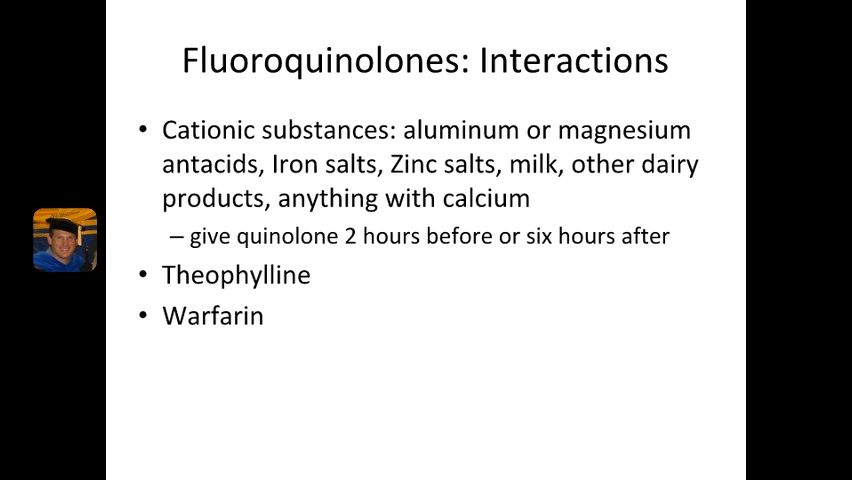 Fluoroquinolones: Interactions
• Cationic substances: aluminum or magnesium
antacids, Iron salts, Zinc salts, milk, other dairy
products, anything with calcium
– give quinolone 2 hours before or six hours after
• Theophylline
• Warfarin